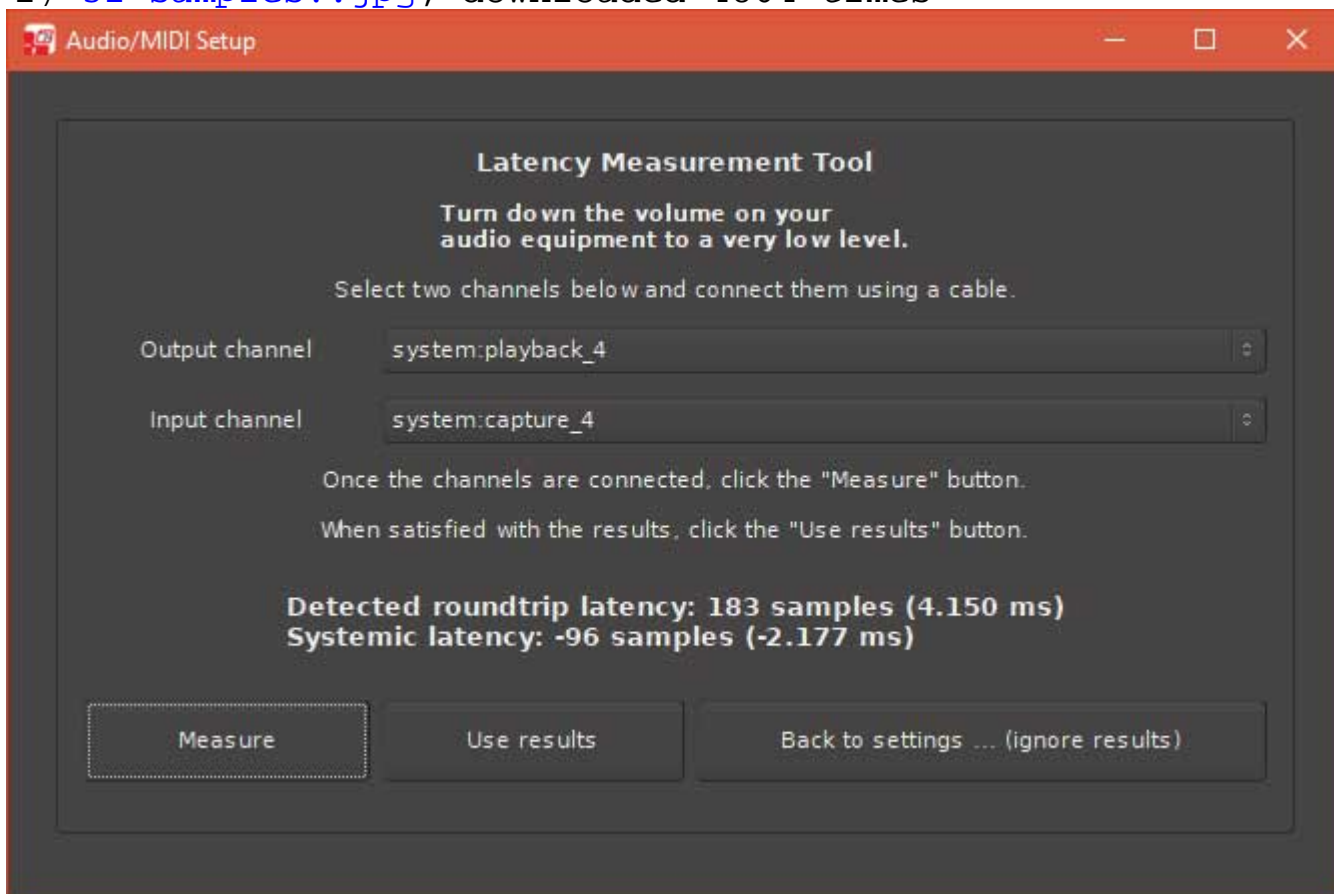 Audio/MIDI Setup
Latency Measurement Tool
Turn down the volume on your
audio equipment to a very low level.
Select two channels below and connect them using a cable.
Output channel system:playback_4
Input channel system:capture_4
Once the channels are connected, click the "Measure" button.
When satisfied with the results, click the "Use results" button.
Detected roundtrip latency: 183 samples (4.150 ms)
Systemic latency: -96 samples (-2.177 ms)
Measure Use results Back to settings ... (ignore results)